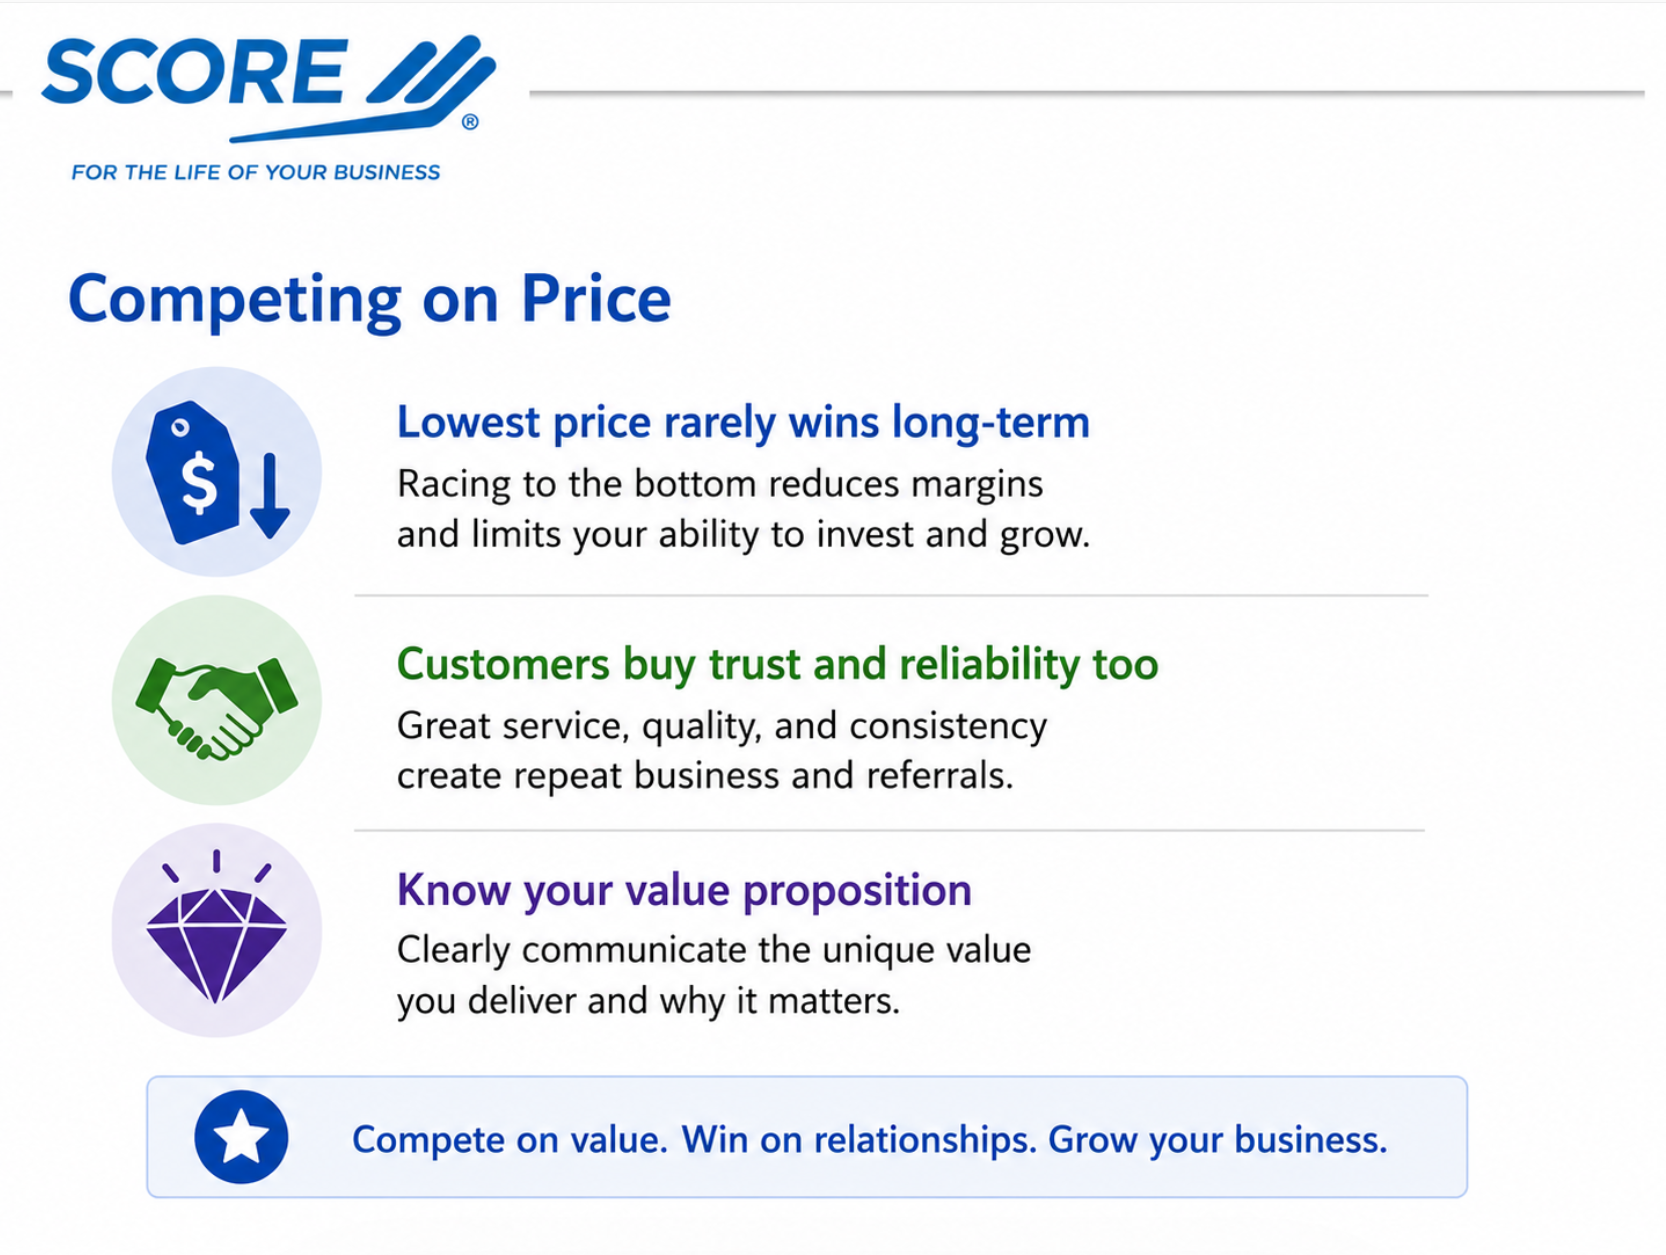 SCORE
®
FOR THE LIFE OF YOUR BUSINESS
Competing on Price
$
Lowest price rarely wins long-term
Racing to the bottom reduces margins
and limits your ability to invest and grow.
Customers buy trust and reliability too
Great service, quality, and consistency
create repeat business and referrals.
Know your value proposition
Clearly communicate the unique value
you deliver and why it matters.
Compete on value. Win on relationships. Grow your business.